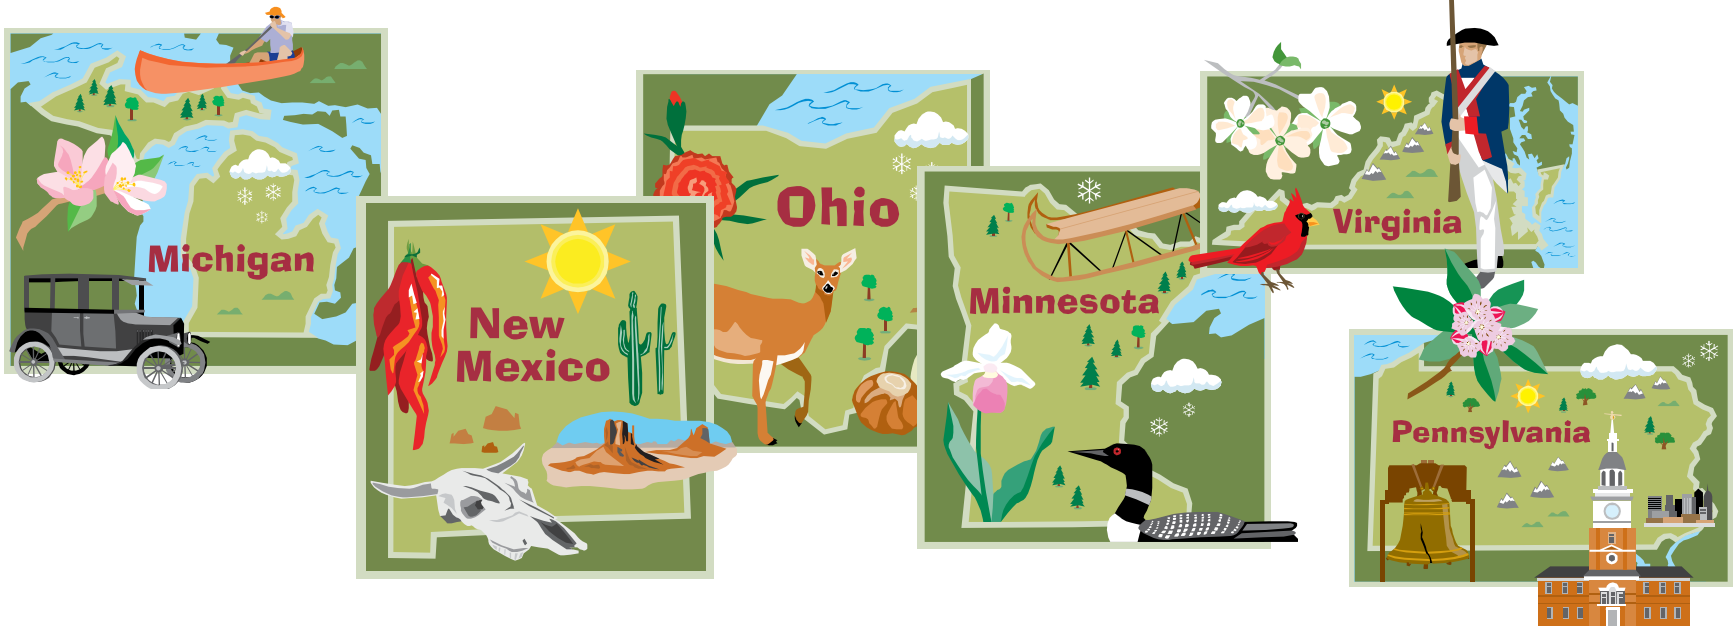 Michigan
New
Mexico
Ohio
Minnesota
Virginia
Pennsylvania